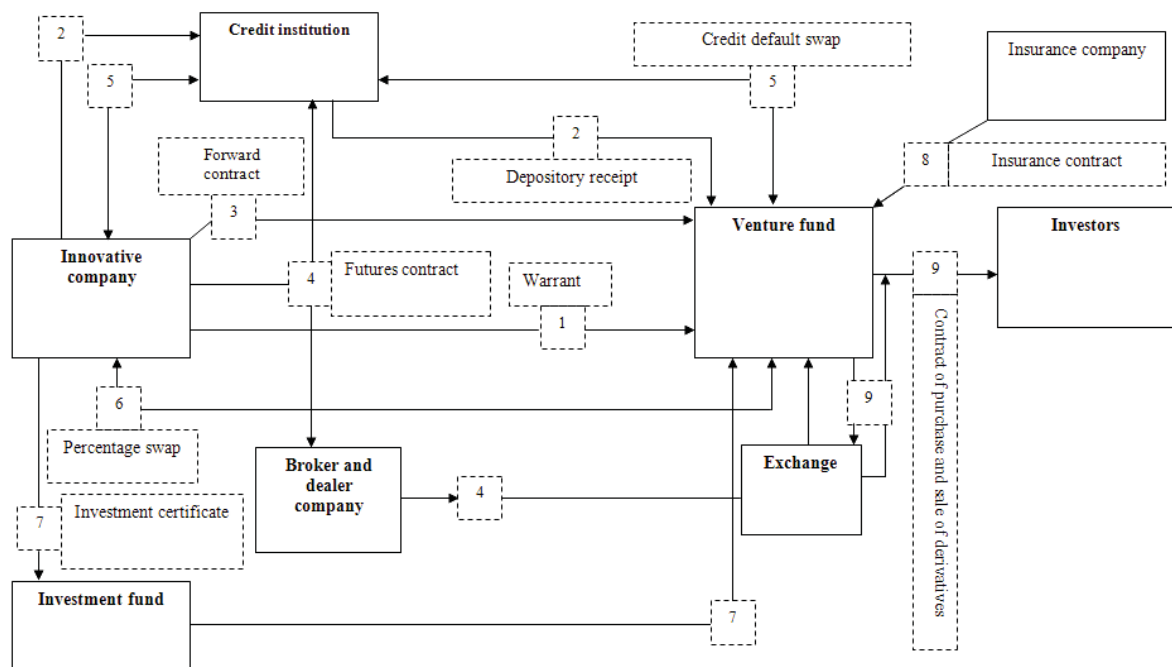 2
Credit institution
Credit default swap
Insurance company
5
5
2
Forward
contract
Depository receipt
8
Insurance contract
3
Venture fund
Investors
Innovative
company
4
Futures contract
Warrant
9
1
Contract of purchase and sale of derivatives
6
9
Percentage swap
Broker and
dealer
company
Exchange
4
7
Investment certificate
Investment fund
7